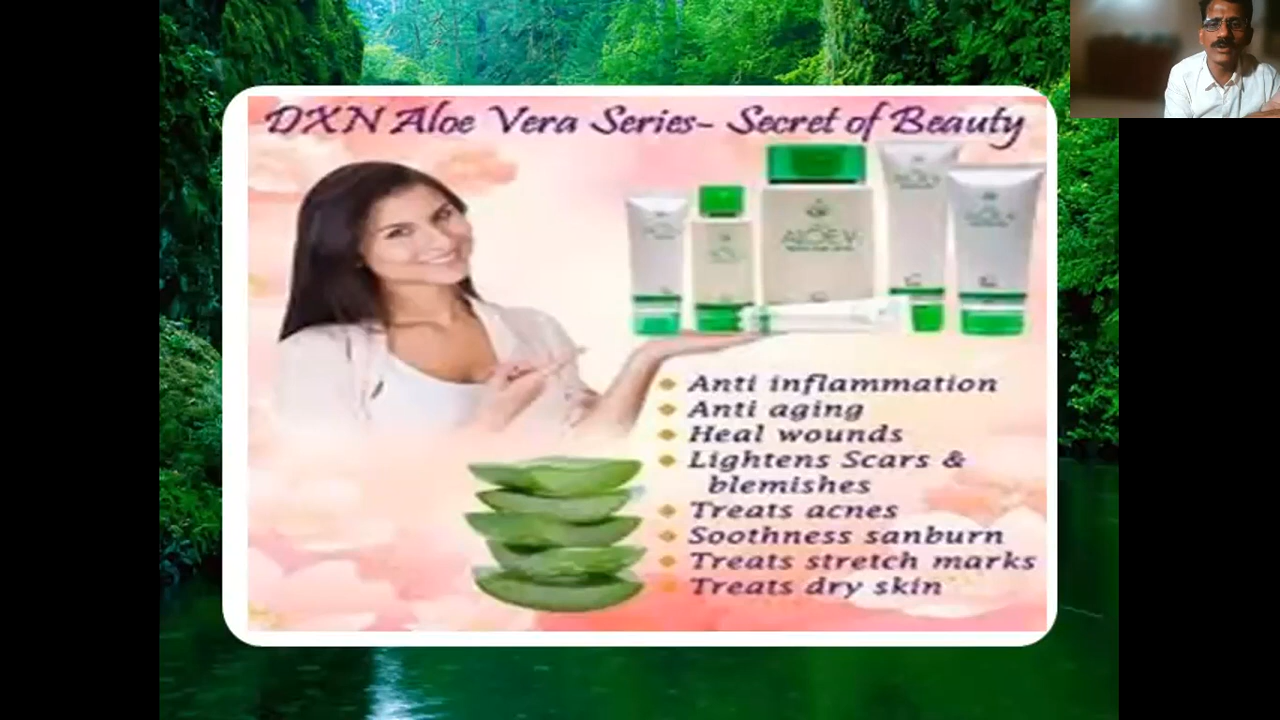 DXN Aloe Vera Series- Secret of Beauty
ALOE V
Anti inflammation
Anti aging
Heal wounds
Lightens Scars &
blemishes
Treats acnes
Soothness sanburn
Treats stretch marks
Treats dry skin